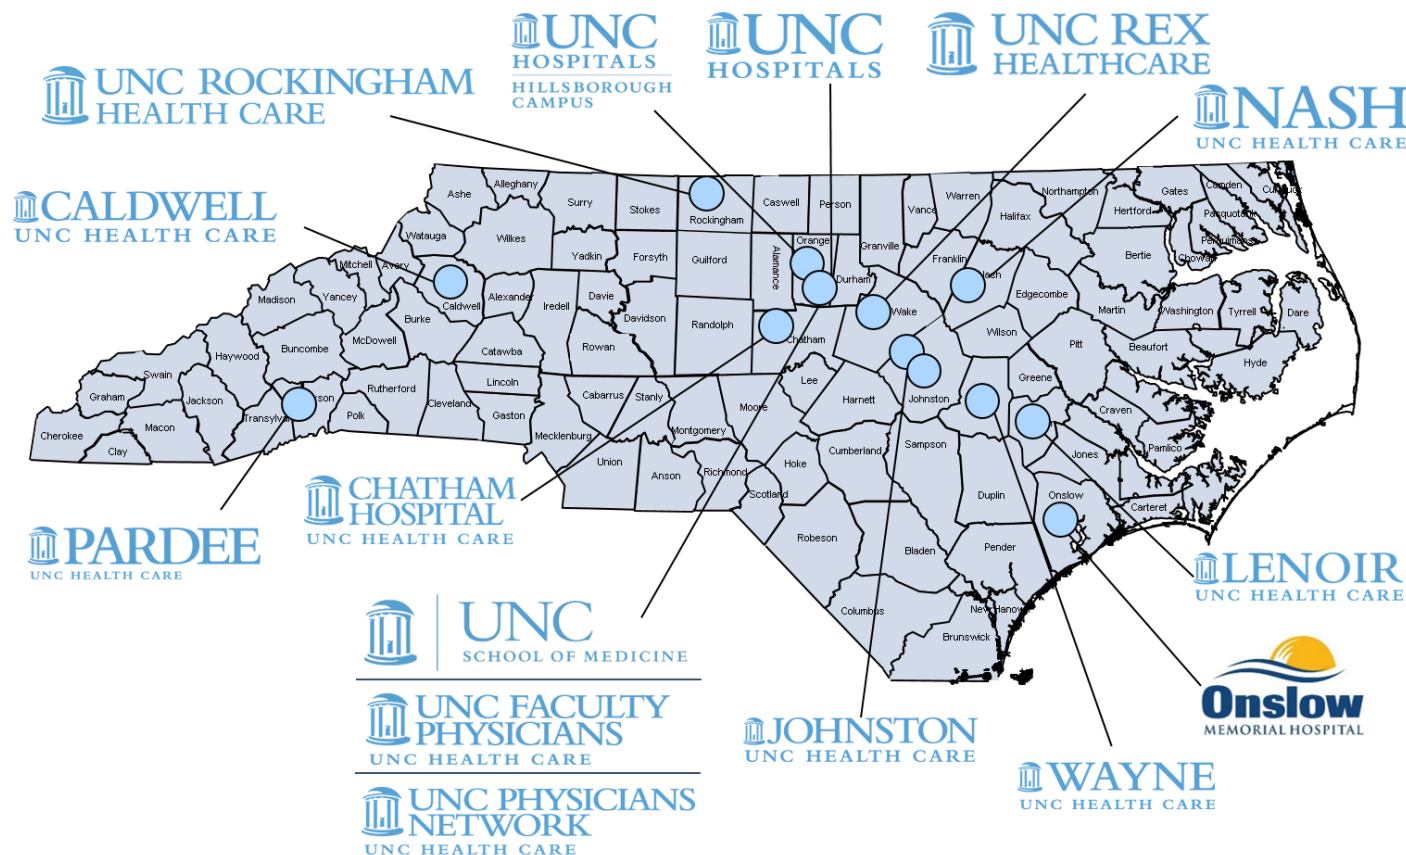 UNC
HOSPITALS
HILLSBOROUGH
CAMPUS
UNC
HOSPITALS
UNC REX
HEALTHCARE
UNC ROCKINGHAM
HEALTH CARE
NASH
UNC HEALTH CARE
CALDWELL
UNC HEALTH CARE
Ashe
Alleghany
Surry
Stokes
Rockingham
Caswell
Person
Vance
Warren
Northampton
Gates
Camden
Hertford
Halifax
Pasquotank
Perquimans
Watauga
Wilkes
Yadkin
Forsyth
Guilford
Alamance
Orange
Durham
Granville
Franklin
Bertie
Mitchell
Avery
Madison
Yancey
Caldwell
Alexander
Iredell
Davie
Davidson
Randolph
Chatham
Wake
Edgecombe
Martin
Washington
Tyrrell
Dare
Burke
McDowell
Buncombe
Haywood
Catawba
Rowan
Wilson
Pitt
Beaufort
Hyde
Swain
Graham
Jackson
Rutherford
Cleveland
Lincoln
Gaston
Cabarrus
Stanly
Moore
Lee
Harnett
Johnston
Greene
Craven
Pamlico
Cherokee
Clay
Macon
Polk
Mecklenburg
Union
Anson
Montgomery
Richmond
Scotland
Hoke
Cumberland
Sampson
Duplin
Jones
Onslow
Carteret
Robeson
Bladen
Pender
Columbus
Brunswick
PARDEE
UNC HEALTH CARE
CHATHAM
HOSPITAL
UNC HEALTH CARE
LENOIR
UNC HEALTH CARE
UNC
SCHOOL OF MEDICINE
UNC FACULTY
PHYSICIANS
UNC HEALTH CARE
UNC PHYSICIANS
NETWORK
UNC HEALTH CARE
JOHNSTON
UNC HEALTH CARE
Onslow
MEMORIAL HOSPITAL
WAYNE
UNC HEALTH CARE